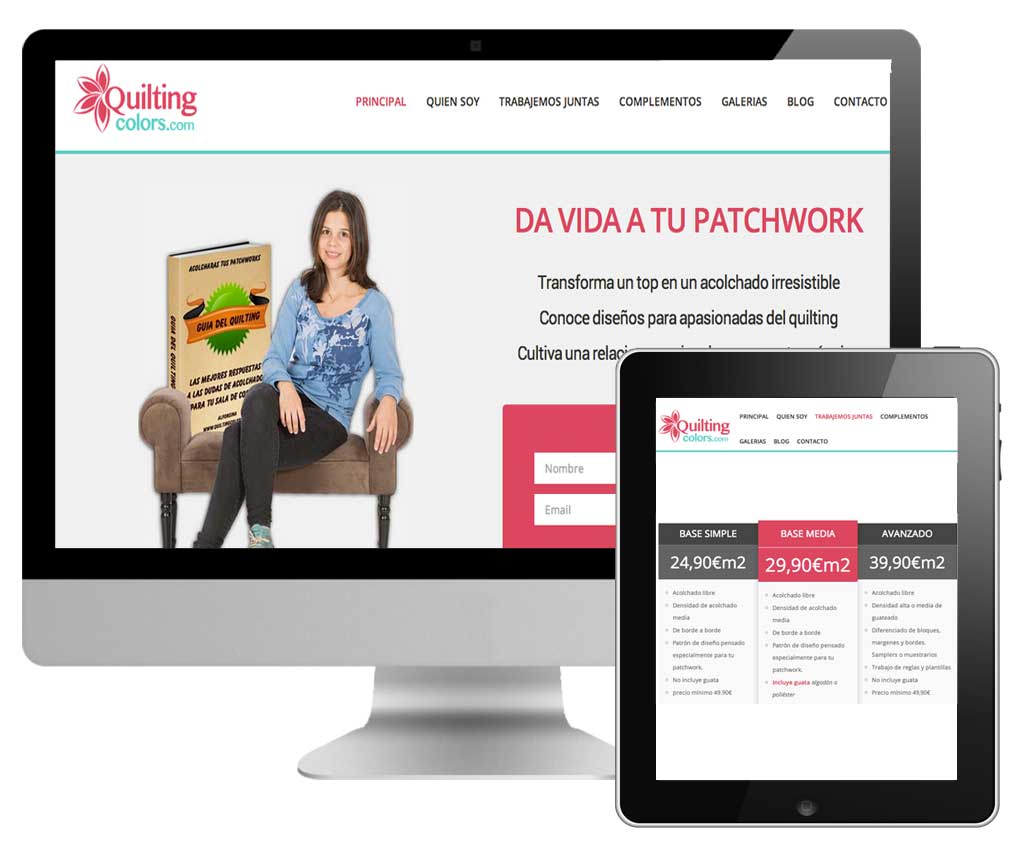 Quilting
colors.com
PRINCIPAL QUIEN SOY TRABAJEMOS JUNTAS COMPLEMENTOS GALERIAS BLOG CONTACTO
ACOLCHARAS TUS PATCHWORKS
GUIA DEL QUILTING
GUIA DEL QUILTING
LAS MEJORES RESPUESTAS
A LAS DUDAS DE ACOLCHADO
PARA TU SALA DE
ALFONSINA
DA VIDA A TU PATCHWORK
Transforma un top en un acolchado irresistible
Conoce diseños para apasionadas del quilting
Cultiva una
Nombre
Email
Quilting
colors.com
PRINCIPAL QUIEN SOY TRABAJEMOS JUNTAS COMPLEMENTOS
GALERIAS BLOG CONTACTO
BASE SIMPLE
24,90€m2
Acolchado libre
Densidad de acolchado
media
De borde a borde
Patrón de diseño pensado
especialmente para tu
patchwork.
No incluye guata
precio mínimo 49.90€
BASE MEDIA
29,90€m2
Acolchado libre
Densidad de acolchado
media
De borde a borde
Patrón de diseño pensado
especialmente para tu
patchwork.
Incluye guata algodón o
poliéster
AVANZADO
39,90€m2
Acolchado libre
Densidad alta o media de
guateado
Diferenciado de bloques,
margenes y bordes.
Samplers o muestrarios
Trabajo de reglas y plantillas
No incluye guata
Precio mínimo 49,90€